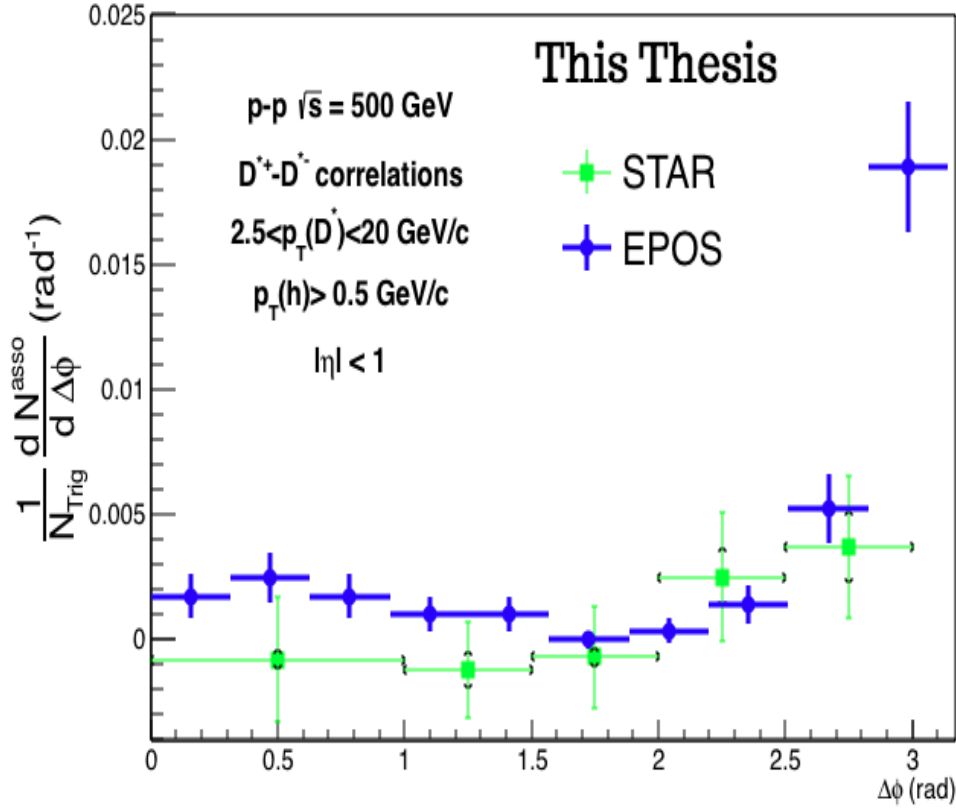 This Thesis
p-p √s = 500 GeV
D*+-D*- correlations
2.5<pT(D*)<20 GeV/c
pT(h)> 0.5 GeV/c
|η| < 1
STAR
EPOS
1/NTrig d Nasso/d Δϕ (rad-1)
0.025
0.02
0.015
0.01
0.005
0
0 0.5 1 1.5 2 2.5 3
Δϕ (rad)